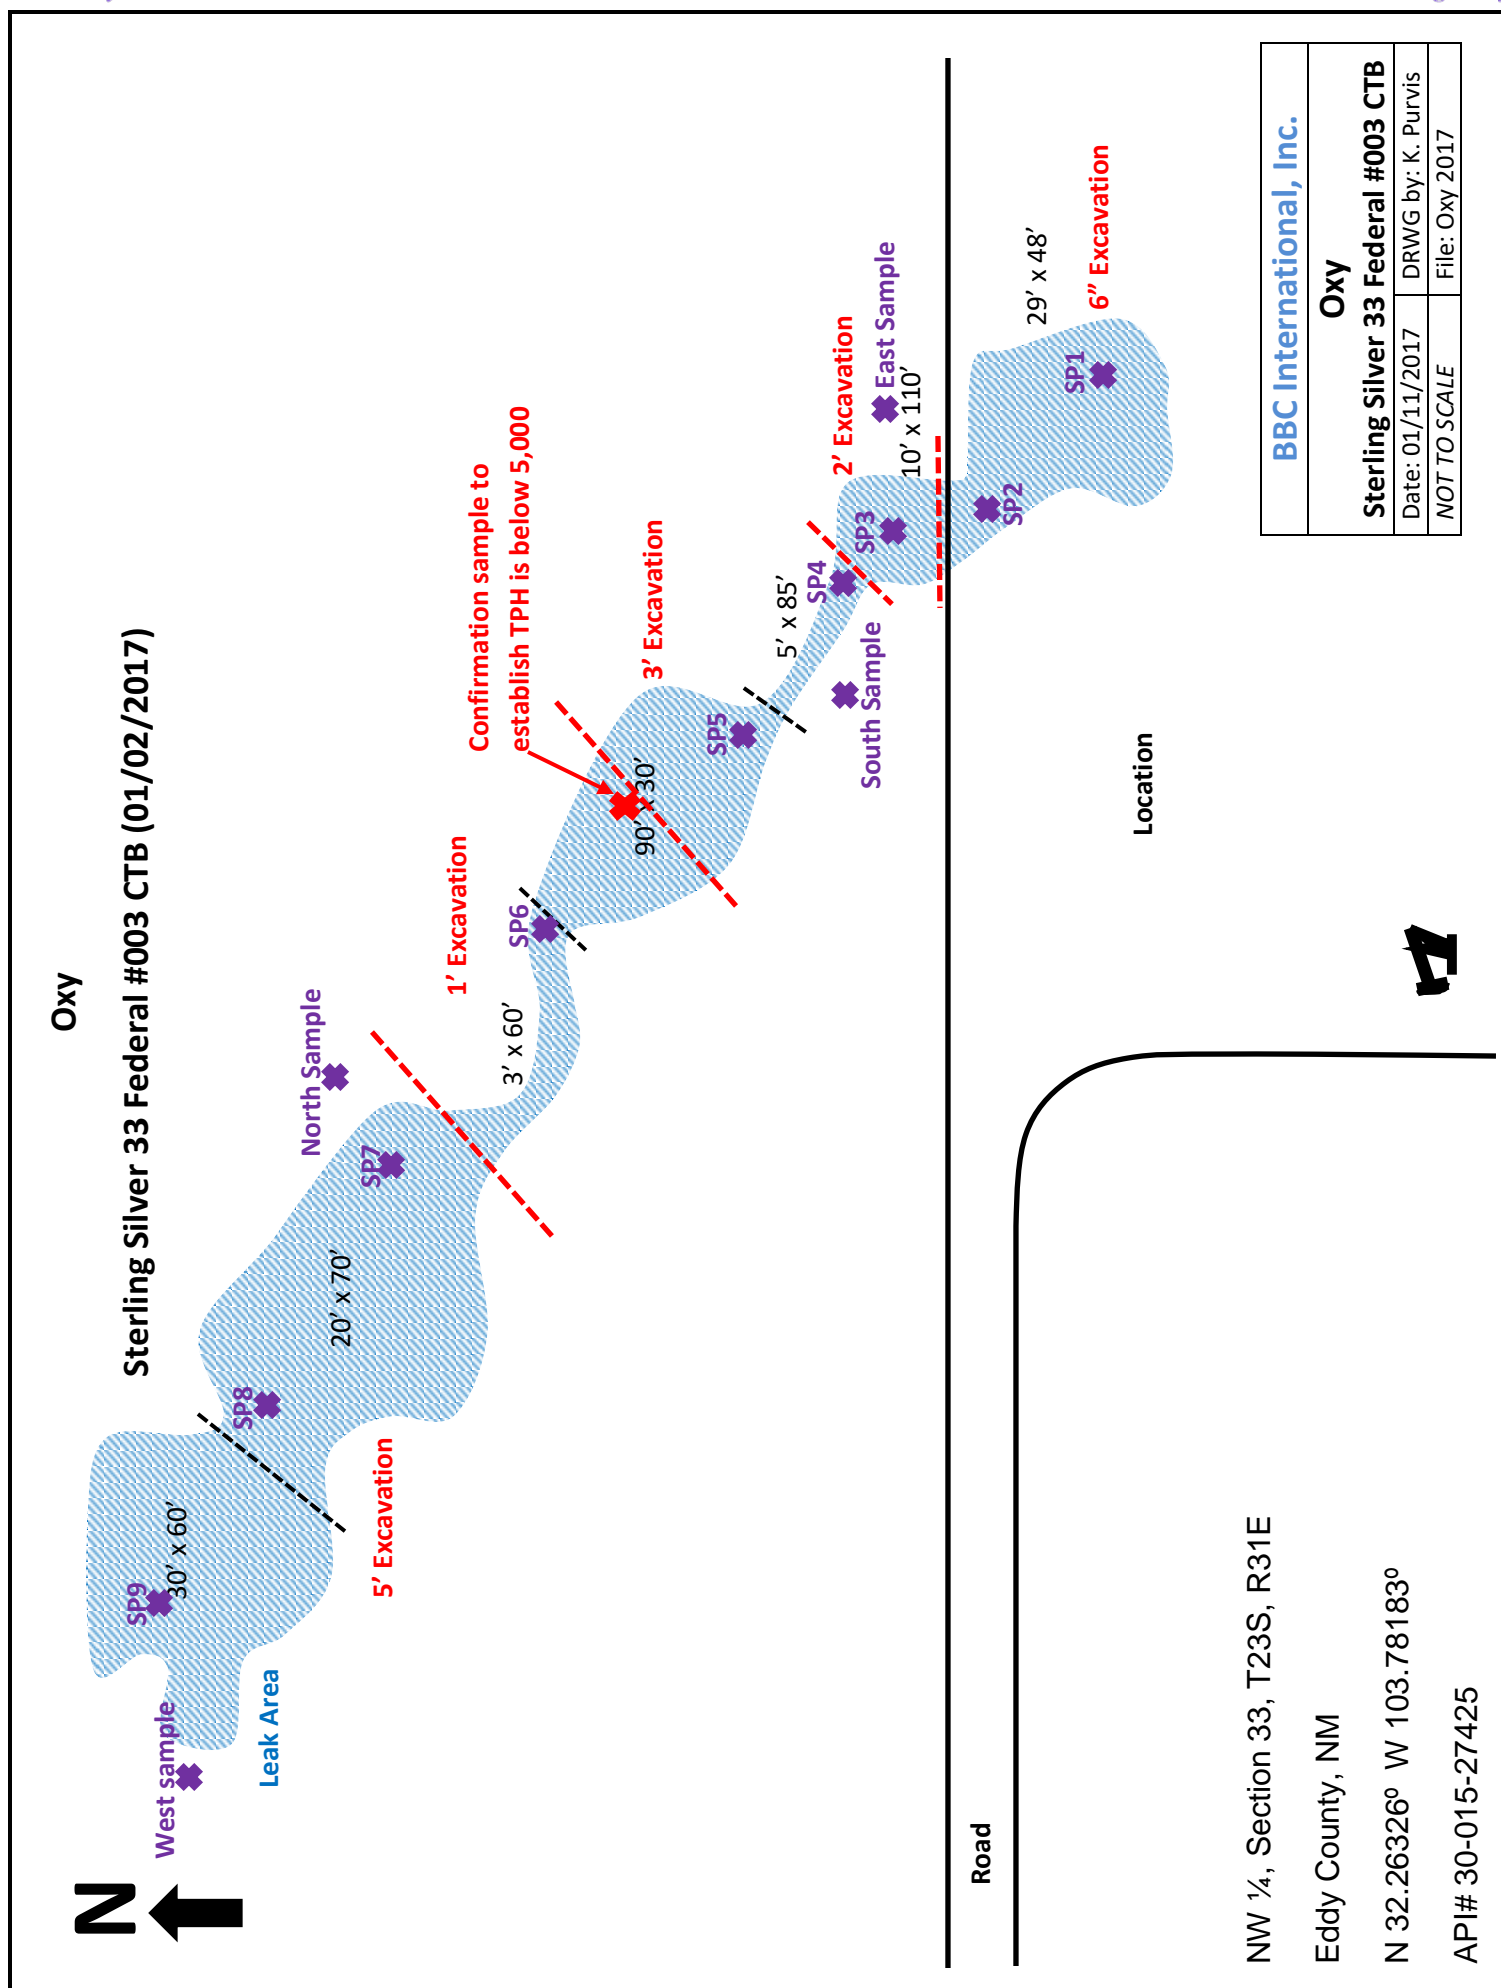 Oxy
Sterling Silver 33 Federal #003 CTB (01/02/2017)
N
West sample
SP9
30’ x 60’
Leak Area
SP8
5’ Excavation
20’ x 70’
North Sample
SP7
1’ Excavation
3’ x 60’
SP6
Confirmation sample to
establish TPH is below 5,000
90’ x 30’
3’ Excavation
SP5
5’ x 85’
South Sample
SP4
2’ Excavation
SP3
10’ x 110’
East Sample
SP2
29’ x 48’
SP1
6” Excavation
Road
Location
NW ¼, Section 33, T23S, R31E
Eddy County, NM
N 32.26326⁰ W 103.78183⁰
API# 30-015-27425
BBC International, Inc.
Oxy
Sterling Silver 33 Federal #003 CTB
Date: 01/11/2017 DRWG by: K. Purvis
NOT TO SCALE File: Oxy 2017